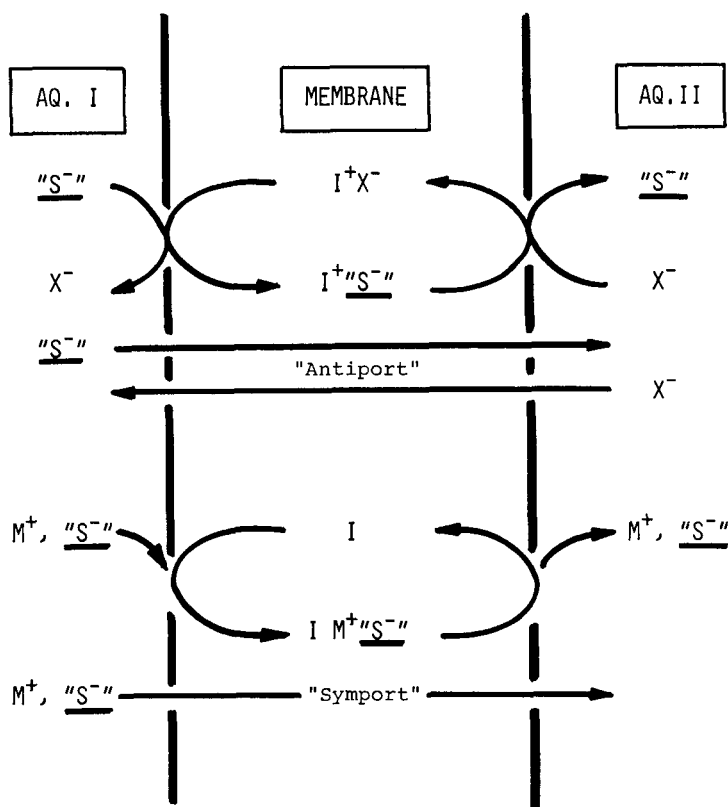 AQ. I MEMBRANE AQ.II
"S⁻" I⁺X⁻ "S⁻"
X⁻ I⁺"S⁻" X⁻
"S⁻"
"Antiport"
X⁻
M⁺, "S⁻" I M⁺, "S⁻"
I M⁺"S⁻"
M⁺, "S⁻" "Symport"